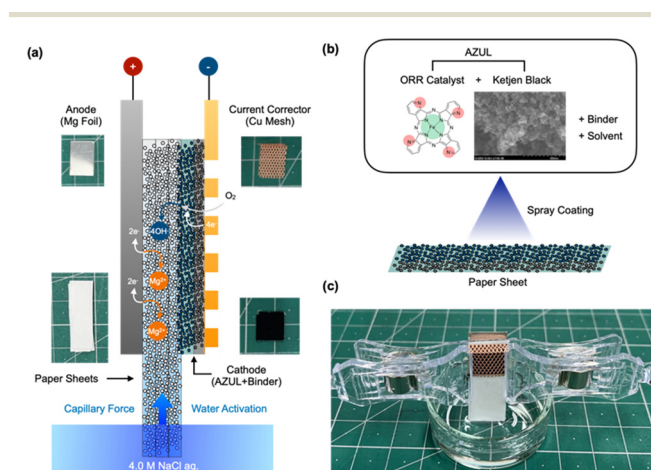 (a)
+
-
Anode
(Mg Foil)
Current Corrector
(Cu Mesh)
O2
4OH-
4e-
2e-
Mg2+
2e-
Mg2+
Paper Sheets
Cathode
(AZUL+Binder)
Capillary Force
Water Activation
4.0 M NaCl aq.
(b)
AZUL
ORR Catalyst + Ketjen Black
+ Binder
+ Solvent
Spray Coating
Paper Sheet
(c)